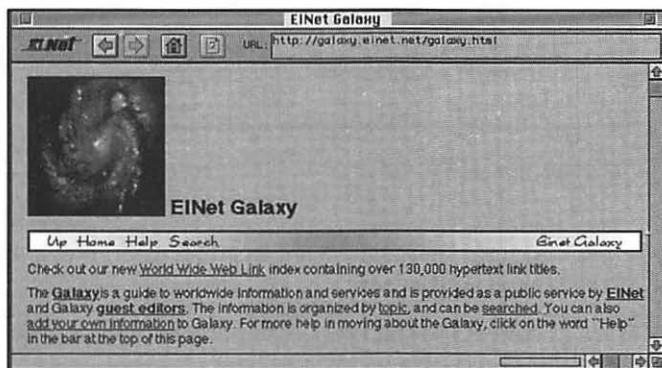 EINet Galaxy
EINet URL: http://galaxy.einet.net/galaxy.html
EINet Galaxy
Up Home Help Search Einet Galaxy
Check out our new World Wide Web Link index containing over 130,000 hypertext link titles.
The Galaxyis a guide to worldwide information and services and is provided as a public service by EINet
and Galaxy guest editors. The information is organized by topic, and can be searched. You can also
add your own information to Galaxy. For more help in moving about the Galaxy, click on the word ``Help''
in the bar at the top of this page.